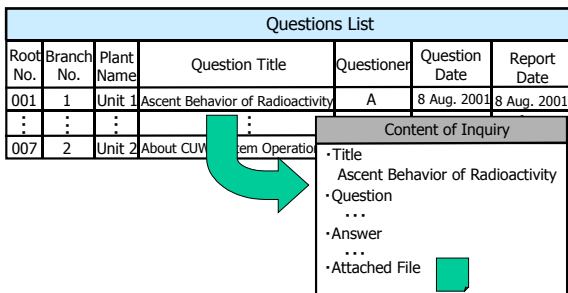 Questions List
Root No. Branch No. Plant Name Question Title Questioner Question Date Report Date
001 1 Unit 1 Ascent Behavior of Radioactivity A 8 Aug. 2001 8 Aug. 2001
: : : :
007 2 Unit 2 About CUW Operation
Content of Inquiry
・Title
Ascent Behavior of Radioactivity
・Question
...
・Answer
...
・Attached File